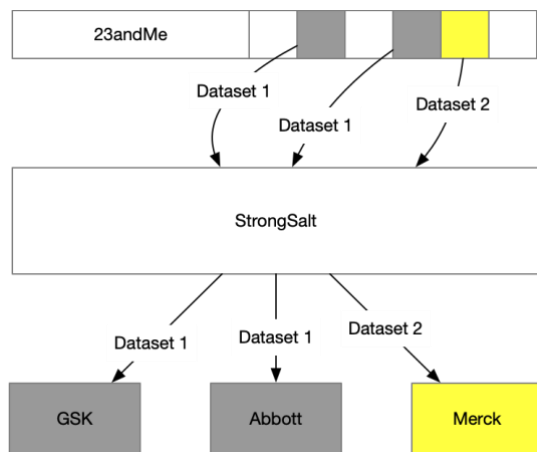 23andMe
Dataset 1
Dataset 1
Dataset 2
StrongSalt
Dataset 1
Dataset 1
Dataset 2
GSK
Abbott
Merck